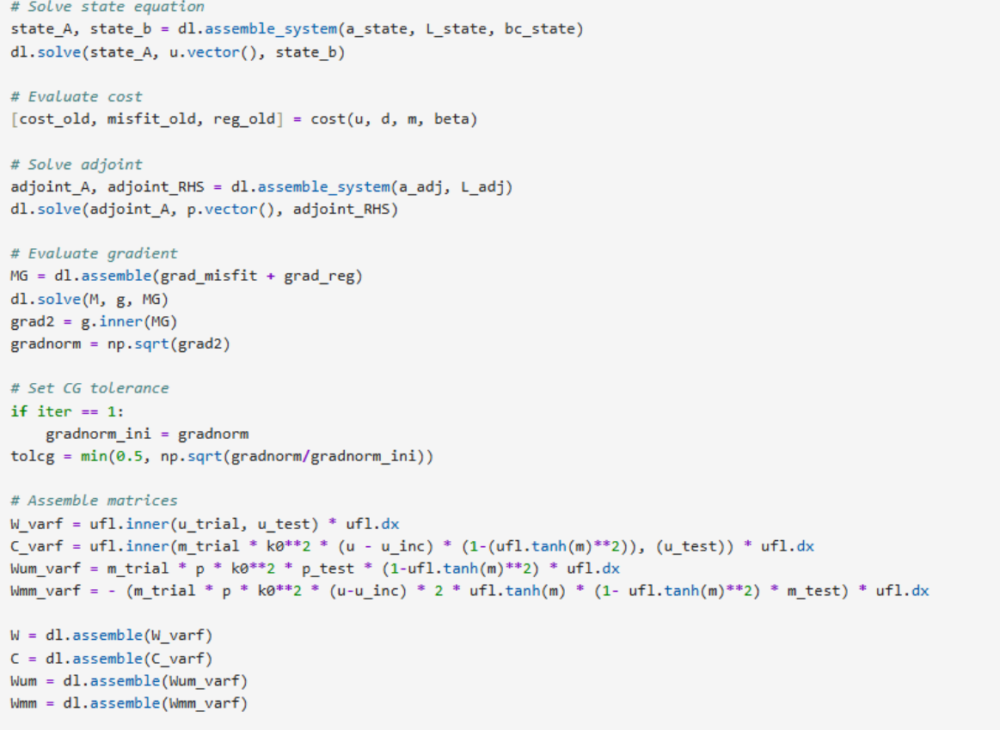 # Solve state equation
state_A, state_b = dl.assemble_system(a_state, L_state, bc_state)
dl.solve(state_A, u.vector(), state_b)
# Evaluate cost
[cost_old, misfit_old, reg_old] = cost(u, d, m, beta)
# Solve adjoint
adjoint_A, adjoint_RHS = dl.assemble_system(a_adj, L_adj)
dl.solve(adjoint_A, p.vector(), adjoint_RHS)
# Evaluate gradient
MG = dl.assemble(grad_misfit + grad_reg)
dl.solve(M, g, MG)
grad2 = g.inner(MG)
gradnorm = np.sqrt(grad2)
# Set CG tolerance
if iter == 1:
    gradnorm_ini = gradnorm
tolcg = min(0.5, np.sqrt(gradnorm/gradnorm_ini))
# Assemble matrices
W_varf = ufl.inner(u_trial, u_test) * ufl.dx
C_varf = ufl.inner(m_trial * k0**2 * (u - u_inc) * (1-(ufl.tanh(m)**2)), (u_test)) * ufl.dx
Wum_varf = m_trial * p * k0**2 * p_test * (1-ufl.tanh(m)**2) * ufl.dx
Wmm_varf = - (m_trial * p * k0**2 * (u-u_inc) * 2 * ufl.tanh(m) * (1- ufl.tanh(m)**2) * m_test) * ufl.dx
W = dl.assemble(W_varf)
C = dl.assemble(C_varf)
Wum = dl.assemble(Wum_varf)
Wmm = dl.assemble(Wmm_varf)